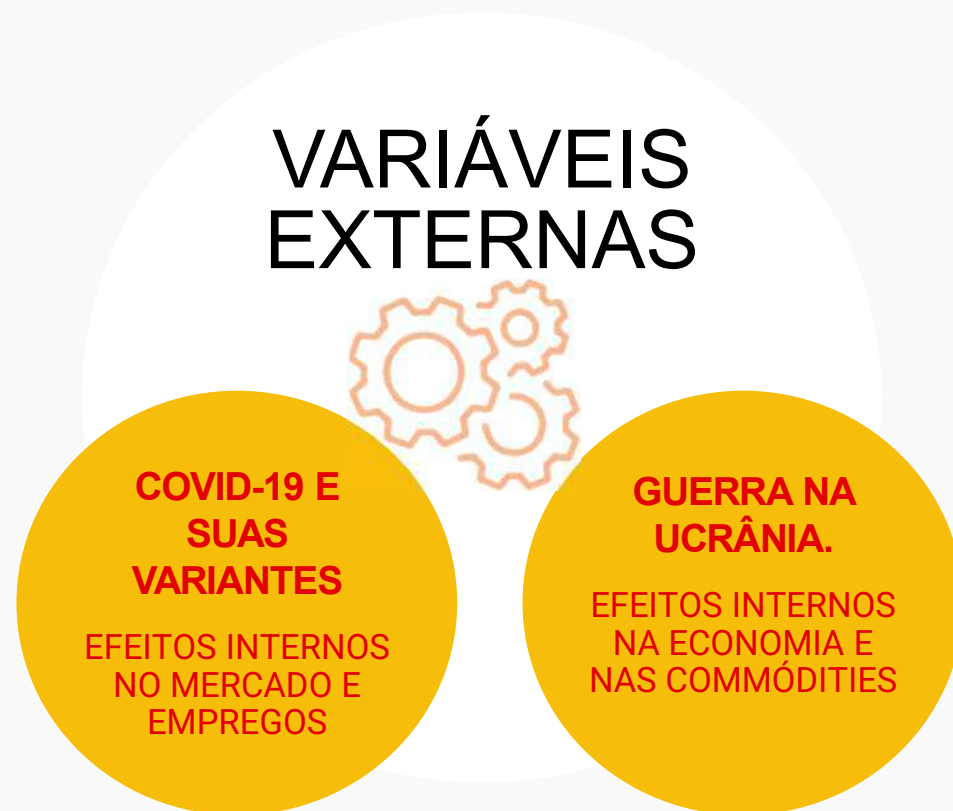 VARIÁVEIS
EXTERNAS
COVID-19 E
SUAS
VARIANTES
EFEITOS INTERNOS
NO MERCADO E
EMPREGOS
GUERRA NA
UCRÂNIA.
EFEITOS INTERNOS
NA ECONOMIA E
NAS COMMÓDITIES